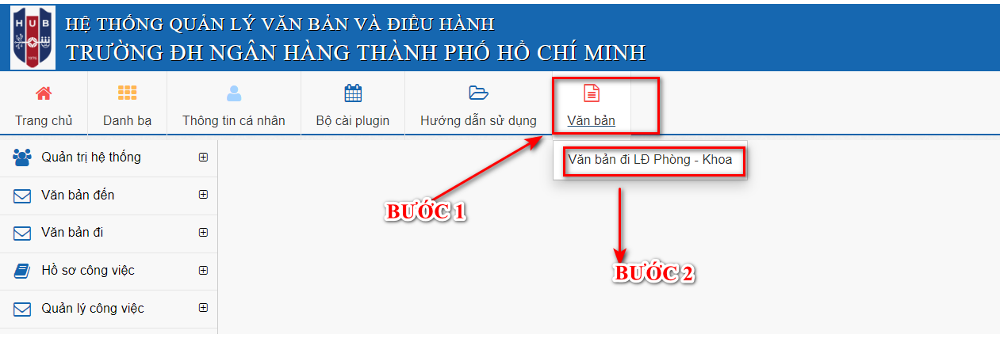 HUB
HỆ THỐNG QUẢN LÝ VĂN BẢN VÀ ĐIỀU HÀNH
TRƯỜNG ĐH NGÂN HÀNG THÀNH PHỐ HỒ CHÍ MINH
1976
Trang chủ
Danh bạ
Thông tin cá nhân
Bộ cài plugin
Hướng dẫn sử dụng
Văn bản
Quản trị hệ thống
Văn bản đi LĐ Phòng - Khoa
Văn bản đến
BƯỚC 1
Văn bản đi
Hồ sơ công việc
BƯỚC 2
Quản lý công việc